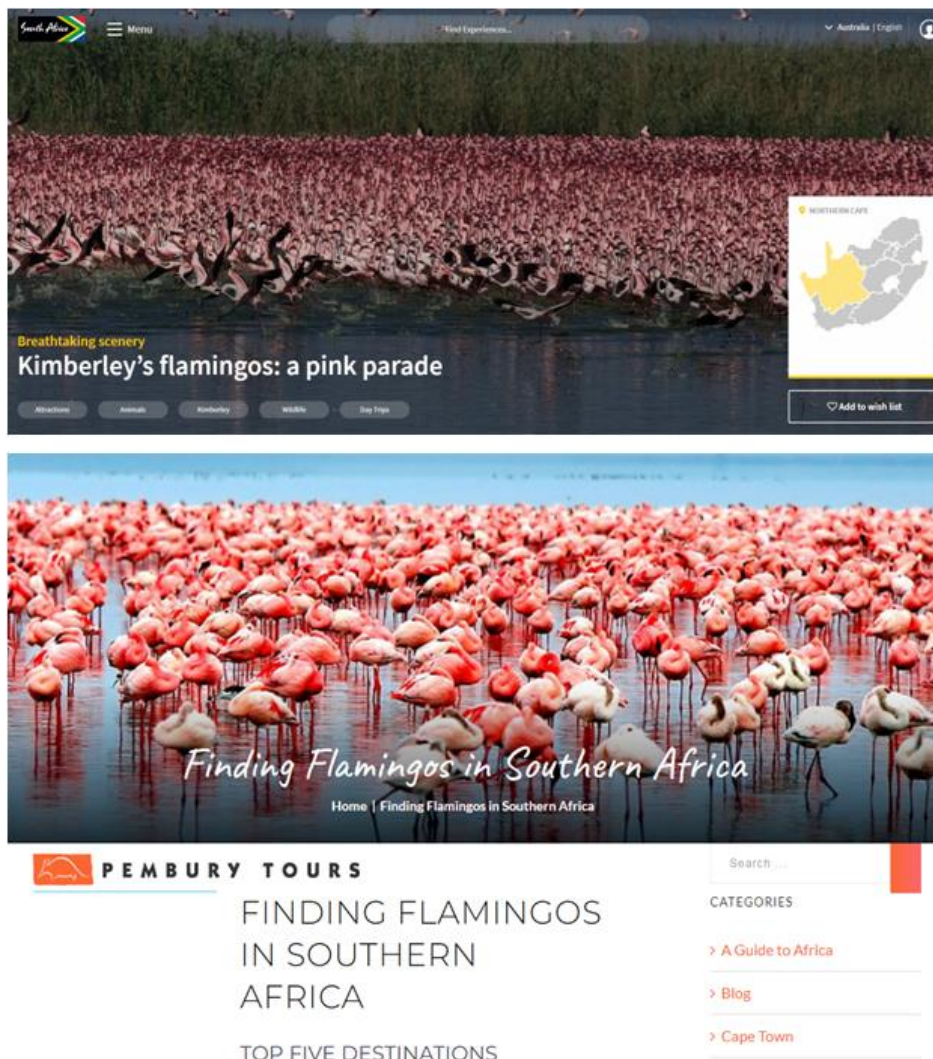 South Africa
Menu
Find Experiences...
Australia | English
NORTHERN CAPE
Breathtaking scenery
Kimberley's flamingos: a pink parade
Attractions
Animals
Kimberley
Wildlife
Day Trips
Add to wish list
Finding Flamingos in Southern Africa
Home | Finding Flamingos in Southern Africa
PEMBURY TOURS
Search ...
CATEGORIES
FINDING FLAMINGOS
IN SOUTHERN
AFRICA
> A Guide to Africa
> Blog
> Cape Town
TOP FIVE DESTINATIONS